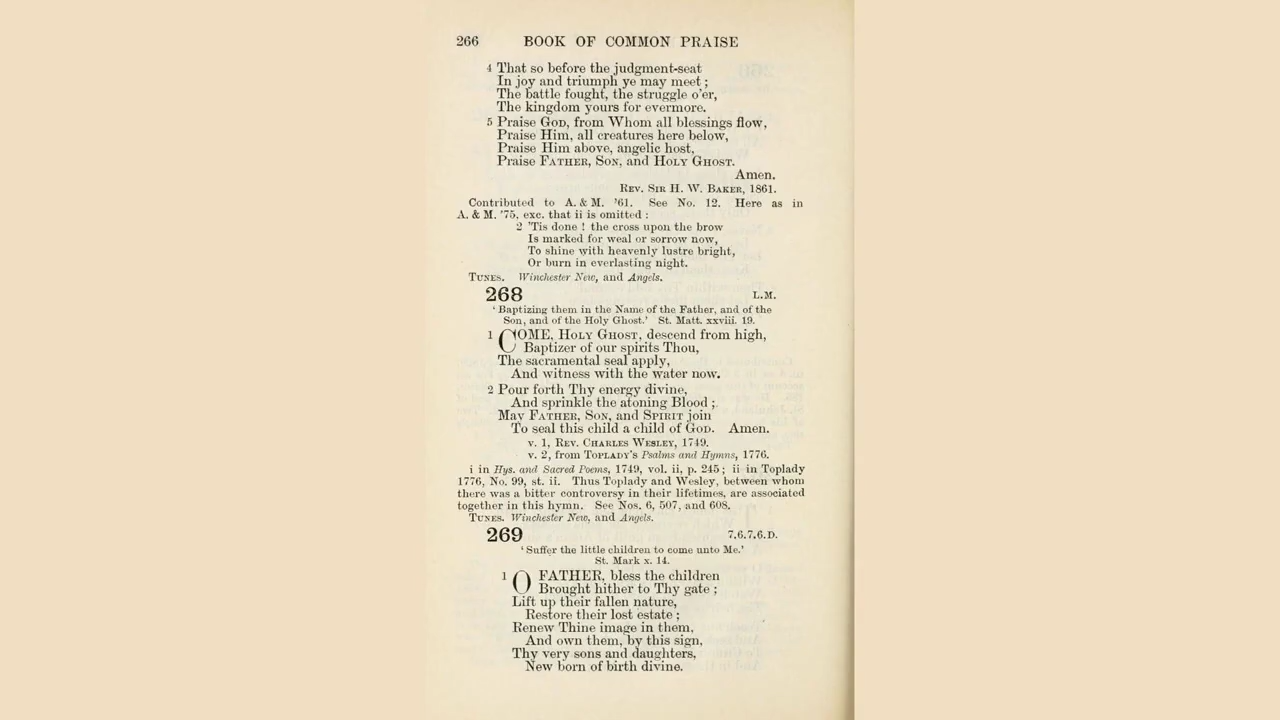 266 BOOK OF COMMON PRAISE
4 That so before the judgment-seat
In joy and triumph ye may meet ;
The battle fought, the struggle o'er,
The kingdom yours for evermore.
5 Praise GOD, from Whom all blessings flow,
Praise Him, all creatures here below,
Praise Him above, angelic host,
Praise FATHER, SON, and HOLY GHOST.
Amen.
REV. SIR H. W. BAKER, 1861.
Contributed to A. & M. '61. See No. 12. Here as in
A. & M. '75, exc. that ii is omitted :
2 'Tis done ! the cross upon the brow
Is marked for weal or sorrow now,
To shine with heavenly lustre bright,
Or burn in everlasting night.
TUNES. Winchester New, and Angels.
268 L.M.
' Baptizing them in the Name of the Father, and of the
Son, and of the Holy Ghost.' St. Matt. xxviii. 19.
1 COME, HOLY GHOST, descend from high,
Baptizer of our spirits Thou,
The sacramental seal apply,
And witness with the water now.
2 Pour forth Thy energy divine,
And sprinkle the atoning Blood ;
May FATHER, SON, and SPIRIT join
To seal this child a child of GOD. Amen.
v. 1, REV. CHARLES WESLEY, 1749.
v. 2, from TOPLADY'S Psalms and Hymns, 1776.
i in Hys. and Sacred Poems, 1749, vol. ii, p. 245 ; ii in Toplady
1776, No. 99, st. ii. Thus Toplady and Wesley, between whom
there was a bitter controversy in their lifetimes, are associated
together in this hymn. See Nos. 6, 507, and 608.
TUNES. Winchester New, and Angels.
269 7.6.7.6.D.
' Suffer the little children to come unto Me.'
St. Mark x. 14.
1 O FATHER, bless the children
Brought hither to Thy gate ;
Lift up their fallen nature,
Restore their lost estate ;
Renew Thine image in them,
And own them, by this sign,
Thy very sons and daughters,
New born of birth divine.